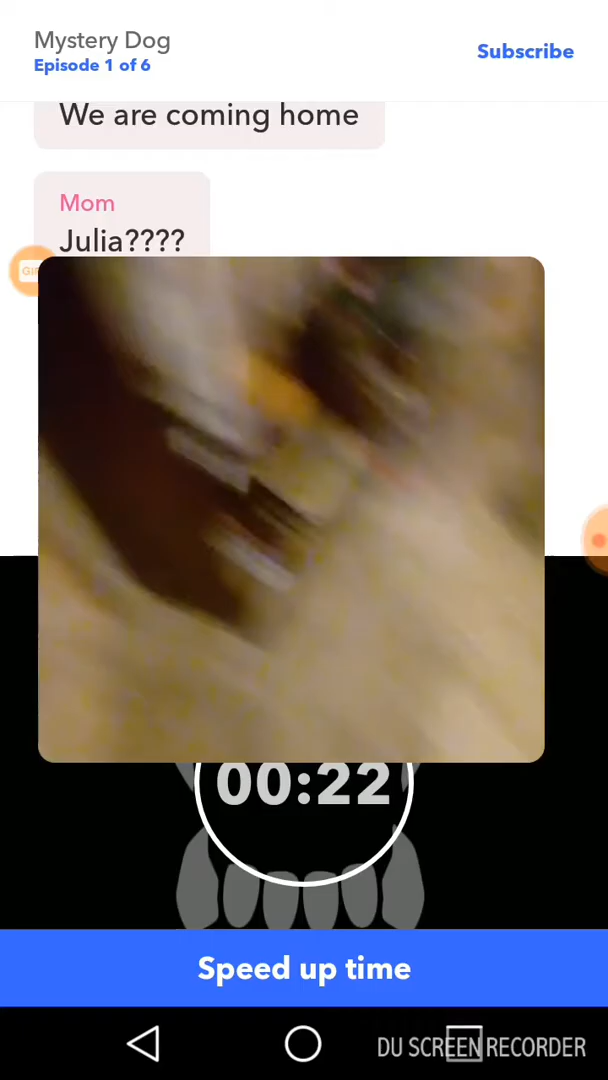 Mystery Dog
Episode 1 of 6
Subscribe
We are coming home
Mom
Julia????
GIF
00:22
Speed up time
DU SCREEN RECORDER